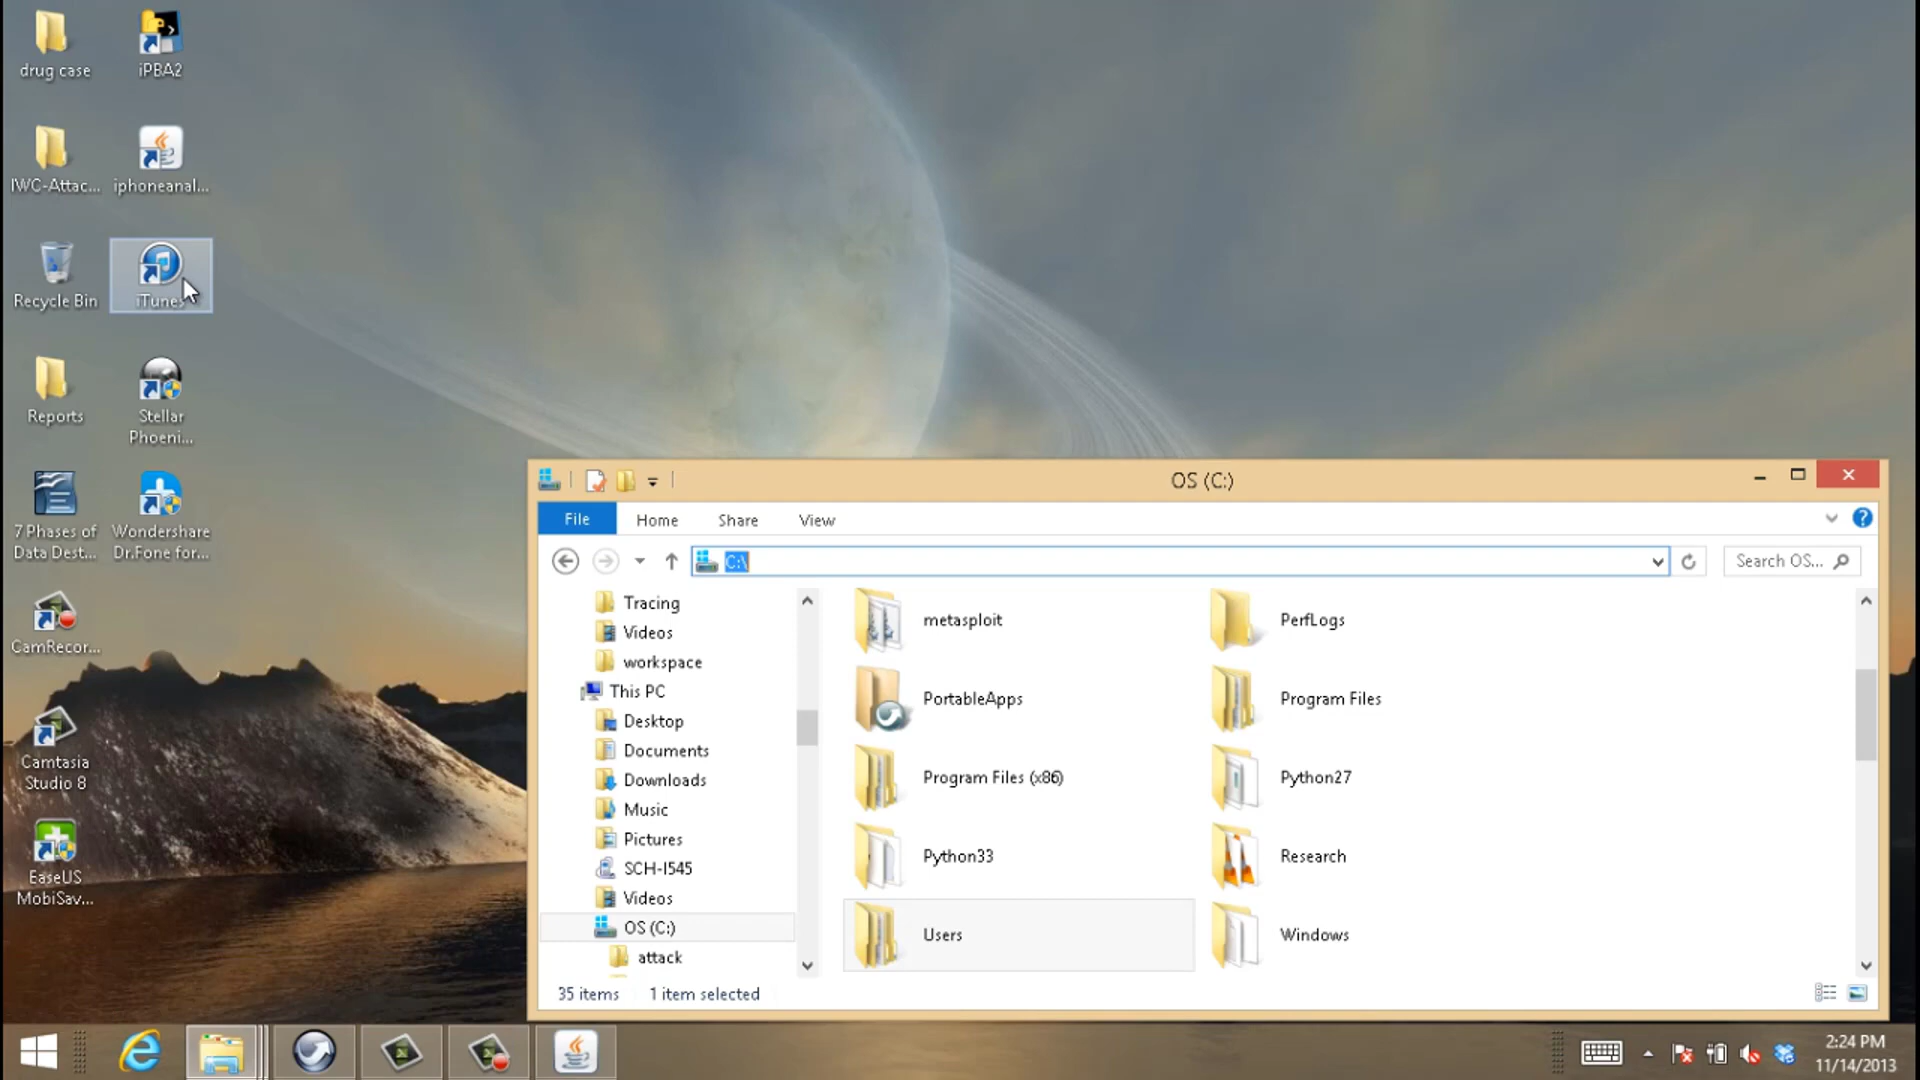 drug case
iPBA2
IWC-Attac...
iphoneanal...
Recycle Bin
iTunes
Reports
Stellar
Phoeni...
7 Phases of
Data Dest...
Wondershare
Dr.Fone for...
CamRecor...
Camtasia
Studio 8
EaseUS
MobiSav...
OS (C:)
File
Home
Share
View
C:\
Search OS...
Tracing
Videos
workspace
This PC
Desktop
Documents
Downloads
Music
Pictures
SCH-I545
Videos
OS (C:)
attack
metasploit
PerfLogs
PortableApps
Program Files
Program Files (x86)
Python27
Python33
Research
Users
Windows
35 items
1 item selected
2:24 PM
11/14/2013